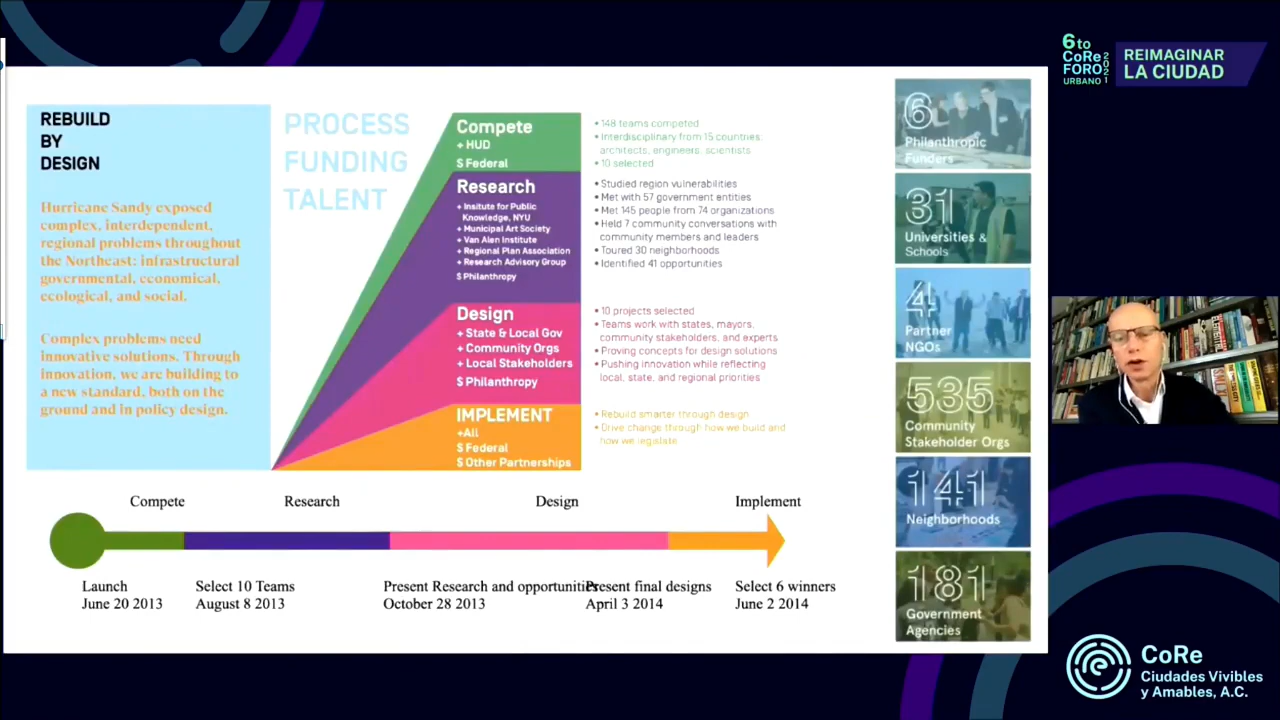 6to
CoRe
FORO
URBANO
2021
REIMAGINAR
LA CIUDAD
REBUILD
BY
DESIGN
Hurricane Sandy exposed
complex, interdependent,
regional problems throughout
the Northeast: infrastructural
governmental, economical,
ecological, and social.
Complex problems need
innovative solutions. Through
innovation, we are building to
a new standard, both on the
ground and in policy design.
PROCESS
FUNDING
TALENT
Compete
+ HUD
$ Federal
• 148 teams competed
• Interdisciplinary from 15 countries:
architects, engineers, scientists
• 10 selected
Research
+ Insitute for Public
Knowledge, NYU
+ Municipal Art Society
+ Van Alen Institute
+ Regional Plan Association
+ Research Advisory Group
$ Philanthropy
• Studied region vulnerabilities
• Met with 57 government entities
• Met 145 people from 74 organizations
• Held 7 community conversations with
community members and leaders
• Toured 30 neighborhoods
• Identified 41 opportunities
Design
+ State & Local Gov
+ Community Orgs
+ Local Stakeholders
$ Philanthropy
• 10 projects selected
• Teams work with states, mayors,
community stakeholders, and experts
• Proving concepts for design solutions
• Pushing innovation while reflecting
local, state, and regional priorities
IMPLEMENT
+All
$ Federal
$ Other Partnerships
• Rebuild smarter through design
• Drive change through how we build and
how we legislate
6
Philanthropic
Funders
31
Universities &
Schools
4
Partner
NGOs
535
Community
Stakeholder Orgs
141
Neighborhoods
181
Government
Agencies
Compete
Research
Design
Implement
Launch
June 20 2013
Select 10 Teams
August 8 2013
Present Research and opportunities
October 28 2013
Present final designs
April 3 2014
Select 6 winners
June 2 2014
CoRe
Ciudades Vivibles
y Amables, A.C.